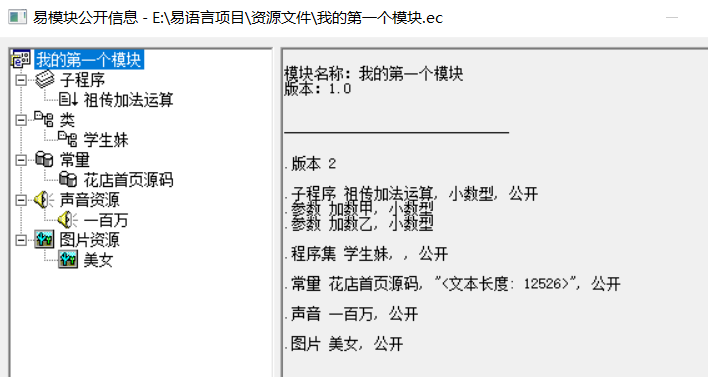 易模块公开信息 - E:\易语言项目\资源文件\我的第一个模块.ec
我的第一个模块
子程序
祖传加法运算
类
学生妹
常量
花店首页源码
声音资源
一百万
图片资源
美女
模块名称: 我的第一个模块
版本: 1.0
.版本 2
.子程序 祖传加法运算, 小数型, 公开
.参数 加数甲, 小数型
.参数 加数乙, 小数型
.程序集 学生妹, , 公开
.常量 花店首页源码, "<文本长度: 12526>", 公开
.声音 一百万, 公开
.图片 美女, 公开